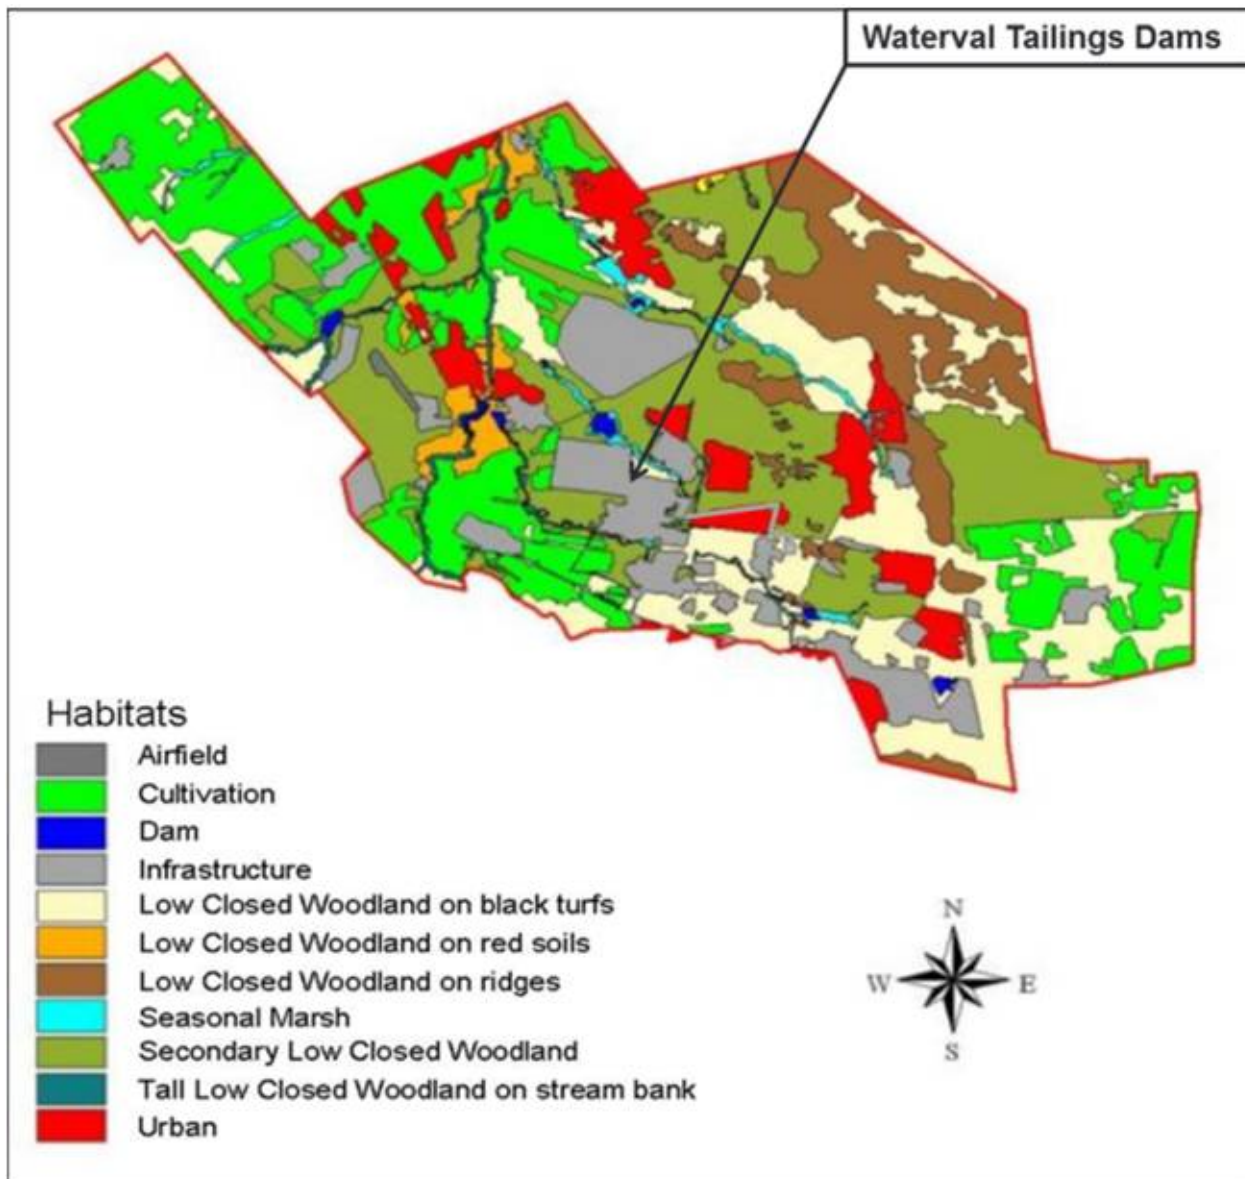 Waterval Tailings Dams
Habitats
Airfield
Cultivation
Dam
Infrastructure
Low Closed Woodland on black turfs
Low Closed Woodland on red soils
Low Closed Woodland on ridges
Seasonal Marsh
Secondary Low Closed Woodland
Tall Low Closed Woodland on stream bank
Urban
N
W E
S